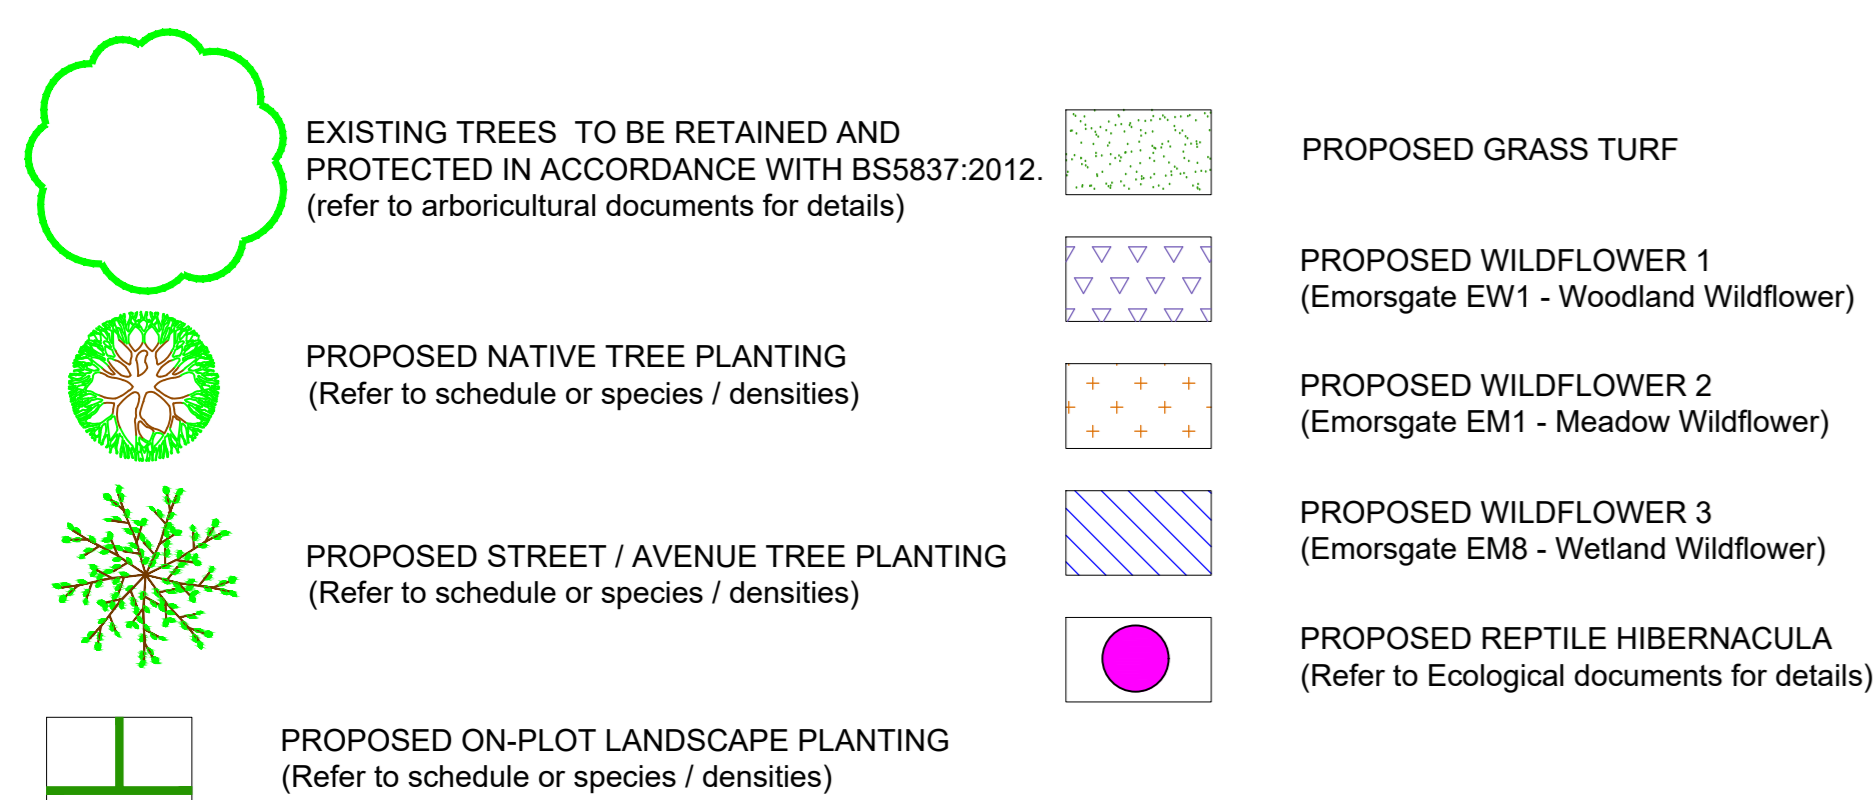 EXISTING TREES  TO BE RETAINED AND
PROTECTED IN ACCORDANCE WITH BS5837:2012.
(refer to arboricultural documents for details)
PROPOSED NATIVE TREE PLANTING
(Refer to schedule or species / densities)
PROPOSED STREET / AVENUE TREE PLANTING
(Refer to schedule or species / densities)
PROPOSED ON-PLOT LANDSCAPE PLANTING
(Refer to schedule or species / densities)
PROPOSED GRASS TURF
PROPOSED WILDFLOWER 1
(Emorsgate EW1 - Woodland Wildflower)
PROPOSED WILDFLOWER 2
(Emorsgate EM1 - Meadow Wildflower)
PROPOSED WILDFLOWER 3
(Emorsgate EM8 - Wetland Wildflower)
PROPOSED REPTILE HIBERNACULA
(Refer to Ecological documents for details)